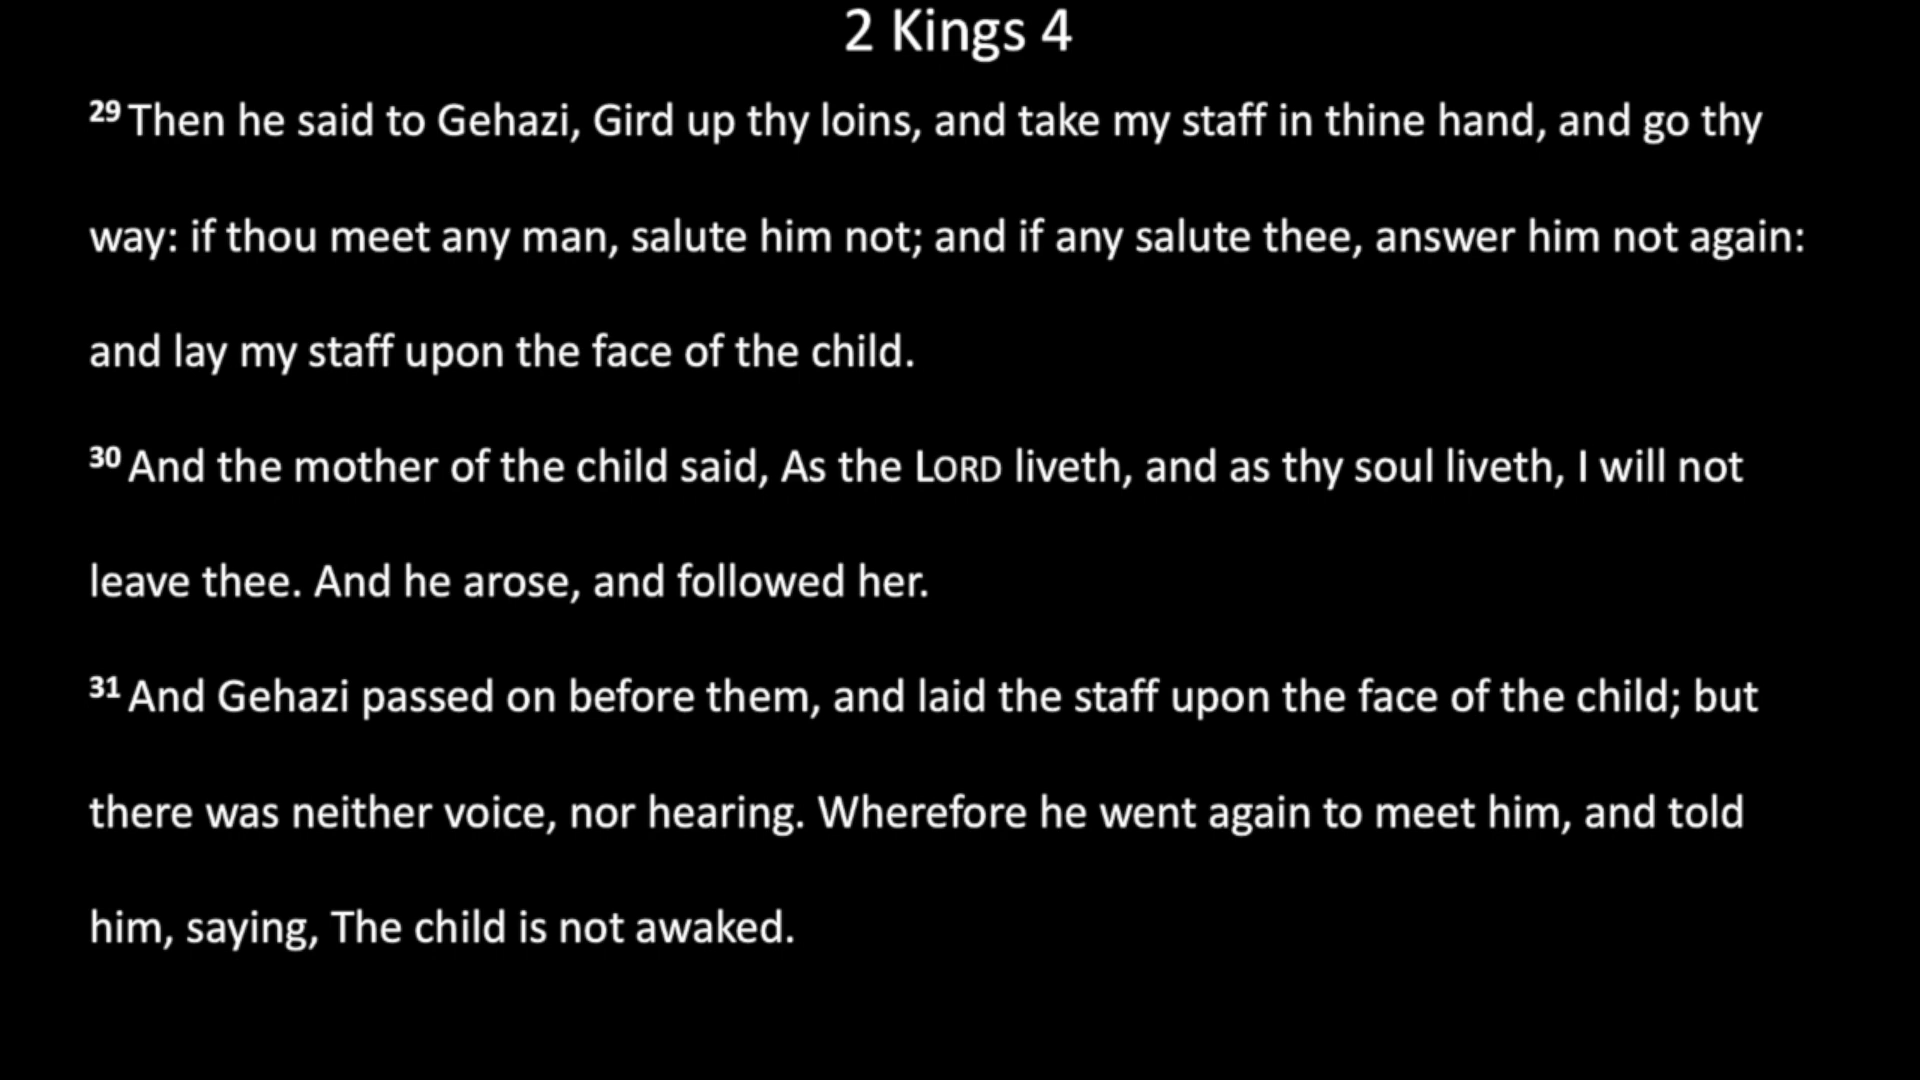 2 Kings 4
29 Then he said to Gehazi, Gird up thy loins, and take my staff in thine hand, and go thy
way: if thou meet any man, salute him not; and if any salute thee, answer him not again:
and lay my staff upon the face of the child.
30 And the mother of the child said, As the LORD liveth, and as thy soul liveth, I will not
leave thee. And he arose, and followed her.
31 And Gehazi passed on before them, and laid the staff upon the face of the child; but
there was neither voice, nor hearing. Wherefore he went again to meet him, and told
him, saying, The child is not awaked.